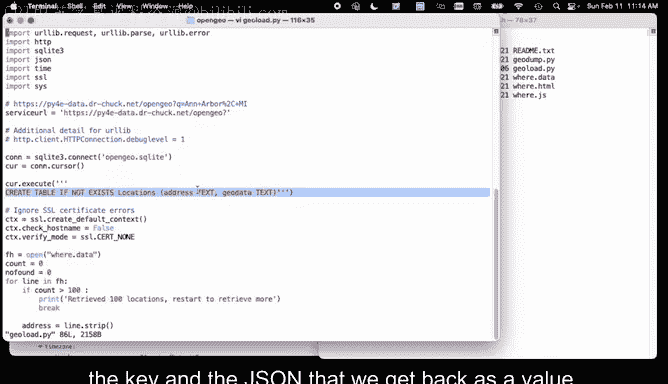 Terminal Shell Edit View Window Help
Sun Feb 11 11:14 AM
opengeo — vi geoload.py — 116×35
h — 78×37
import urllib.request, urllib.parse, urllib.error
import http
import sqlite3
import json
import time
import ssl
import sys
# https://py4e-data.dr-chuck.net/opengeo?q=Ann+Arbor%2C+MI
serviceurl = 'https://py4e-data.dr-chuck.net/opengeo?'
# Additional detail for urllib
# http.client.HTTPConnection.debuglevel = 1
conn = sqlite3.connect('opengeo.sqlite')
cur = conn.cursor()
cur.execute('''
CREATE TABLE IF NOT EXISTS Locations (address TEXT, geodata TEXT)''')
# Ignore SSL certificate errors
ctx = ssl.create_default_context()
ctx.check_hostname = False
ctx.verify_mode = ssl.CERT_NONE
fh = open("where.data")
count = 0
nofound = 0
for line in fh:
if count > 100 :
print('Retrieved 100 locations, restart to retrieve more')
break
address = line.strip()
"geoload.py" 86L, 2158B
21 README.txt
21 geodump.py
06 geoload.py
21 where.data
21 where.html
21 where.js
the key and the JSON that we get back as a value